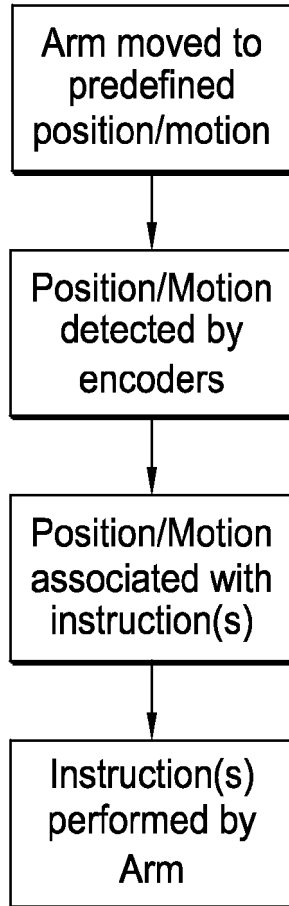 Arm moved to
predefined
position/motion
Position/Motion
detected by
encoders
Position/Motion
associated with
instruction(s)
Instruction(s)
performed by
Arm